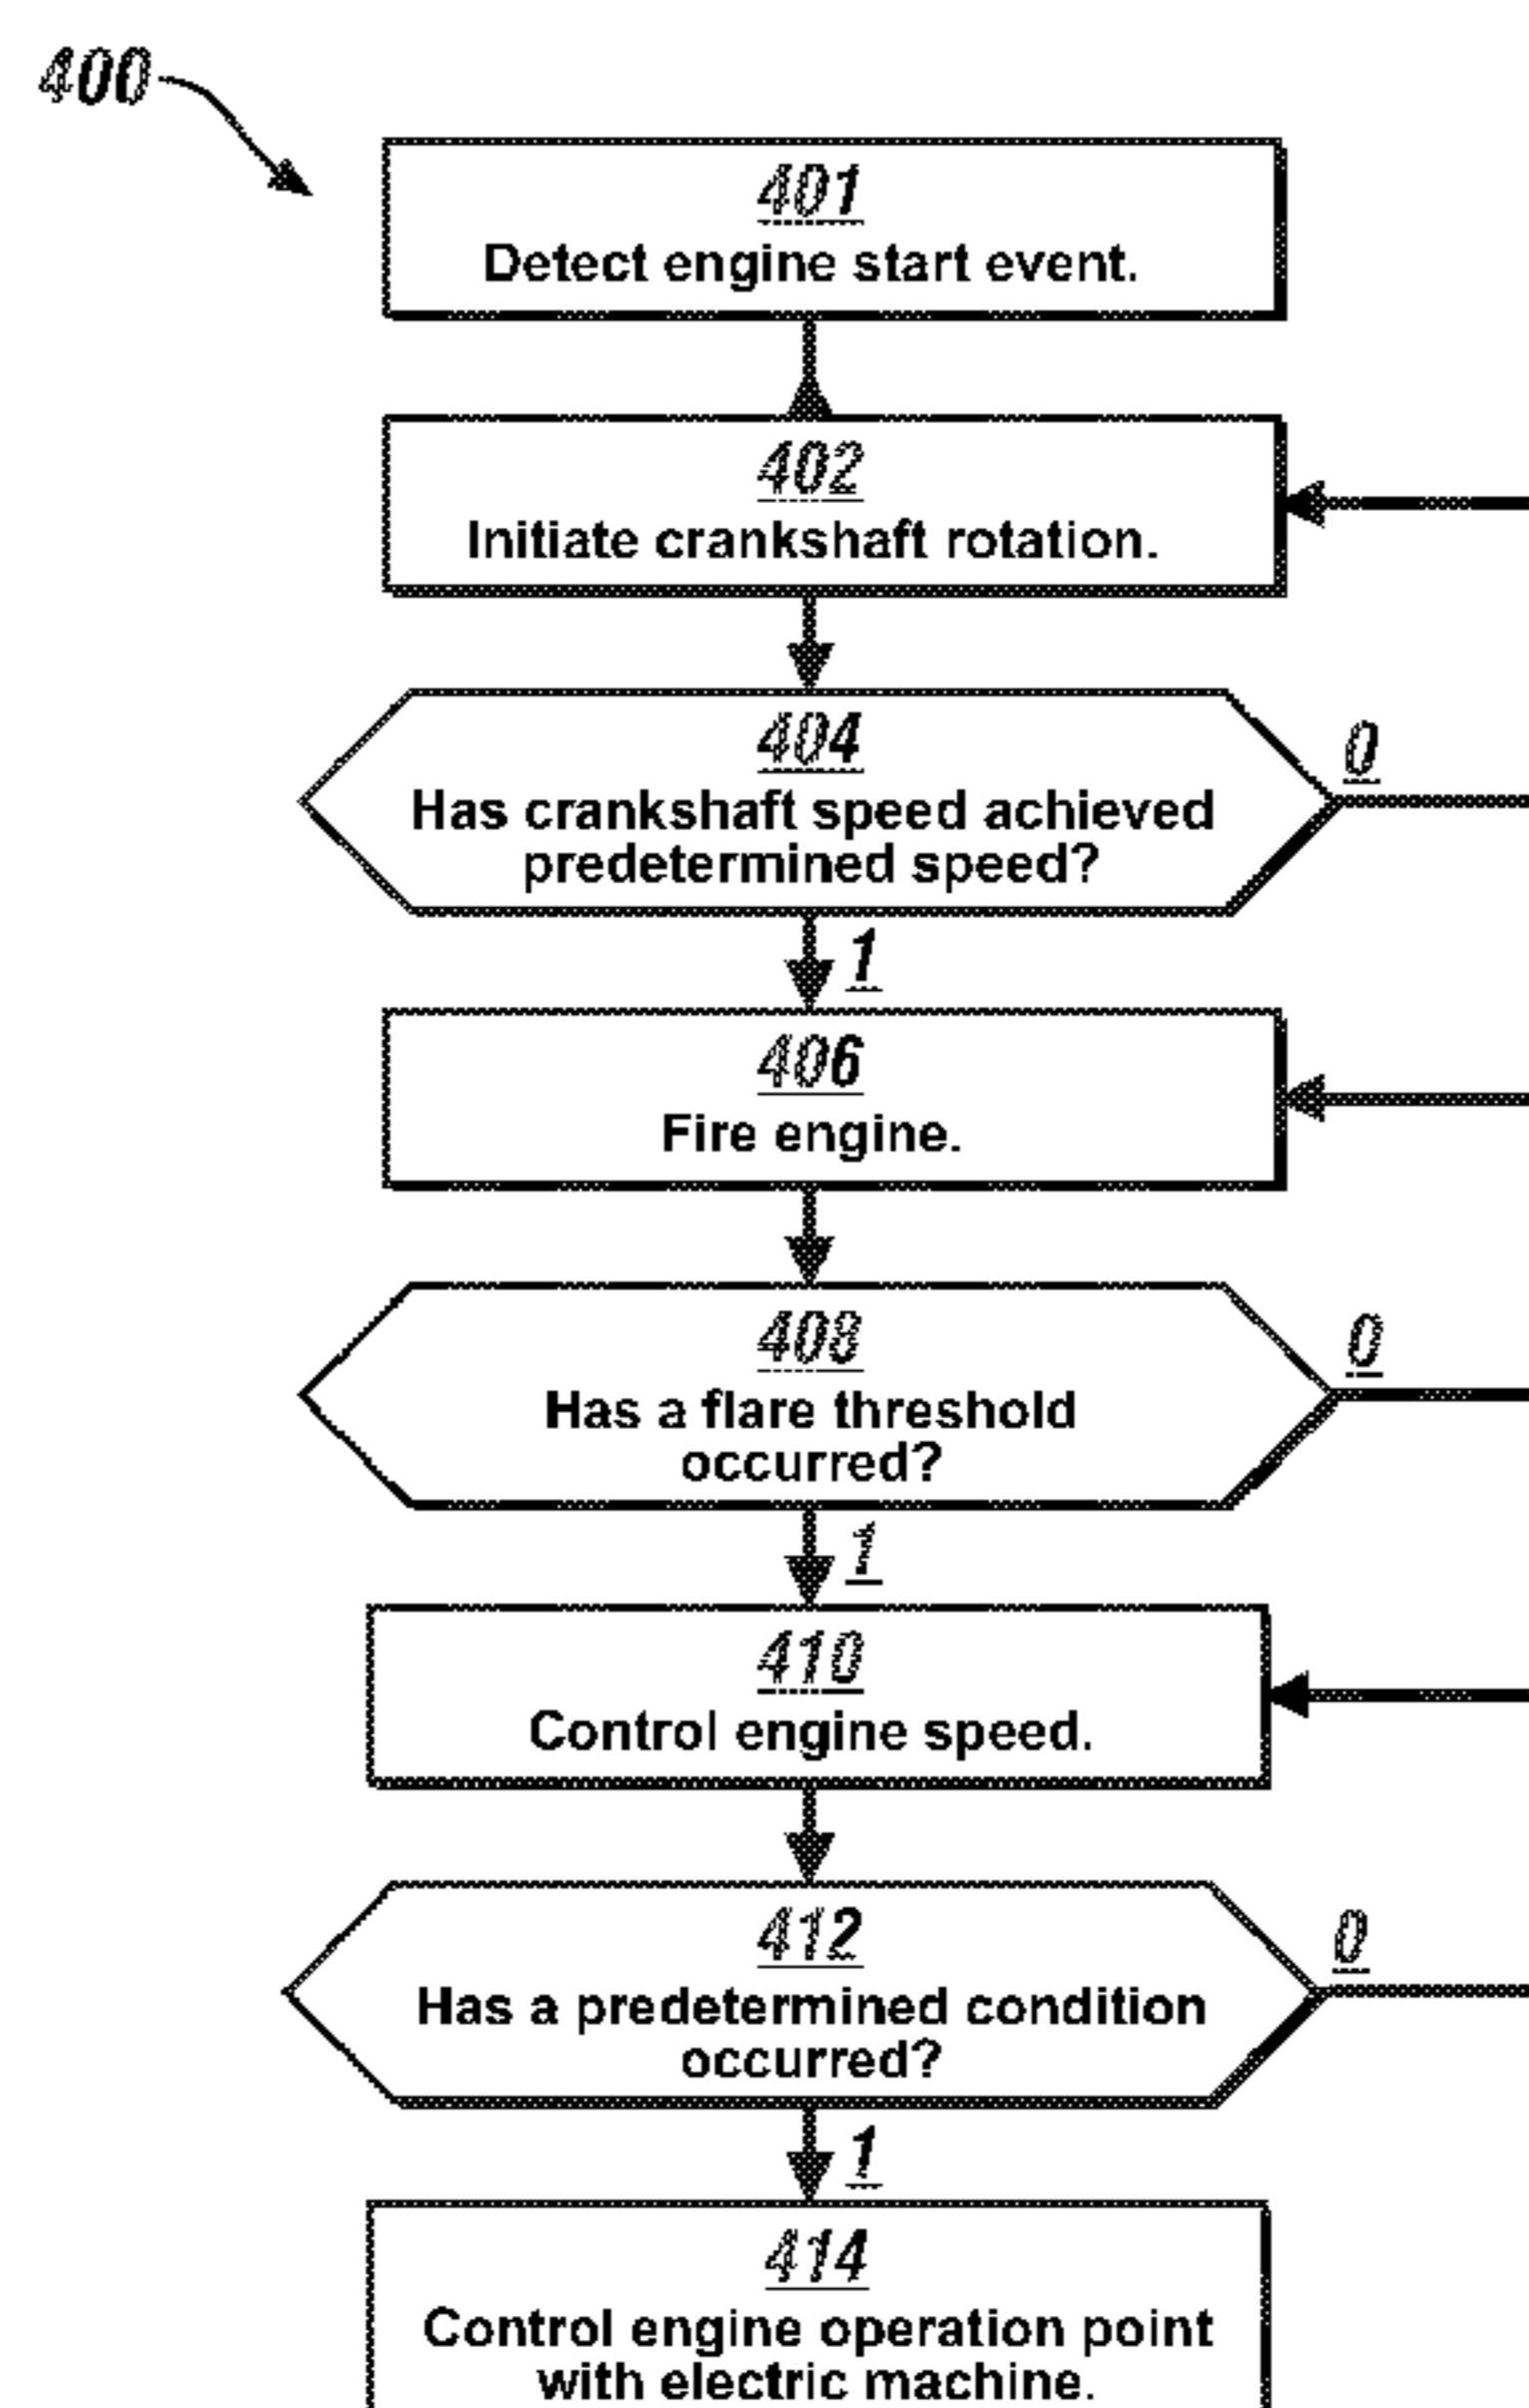 400
401
Detect engine start event.
402
Initiate crankshaft rotation.
404
0
Has crankshaft speed achieved
predetermined speed?
1
406
Fire engine.
408
0
Has a flare threshold
occurred?
1
410
Control engine speed.
412
0
Has a predetermined condition
occurred?
1
414
Control engine operation point
with electric machine.